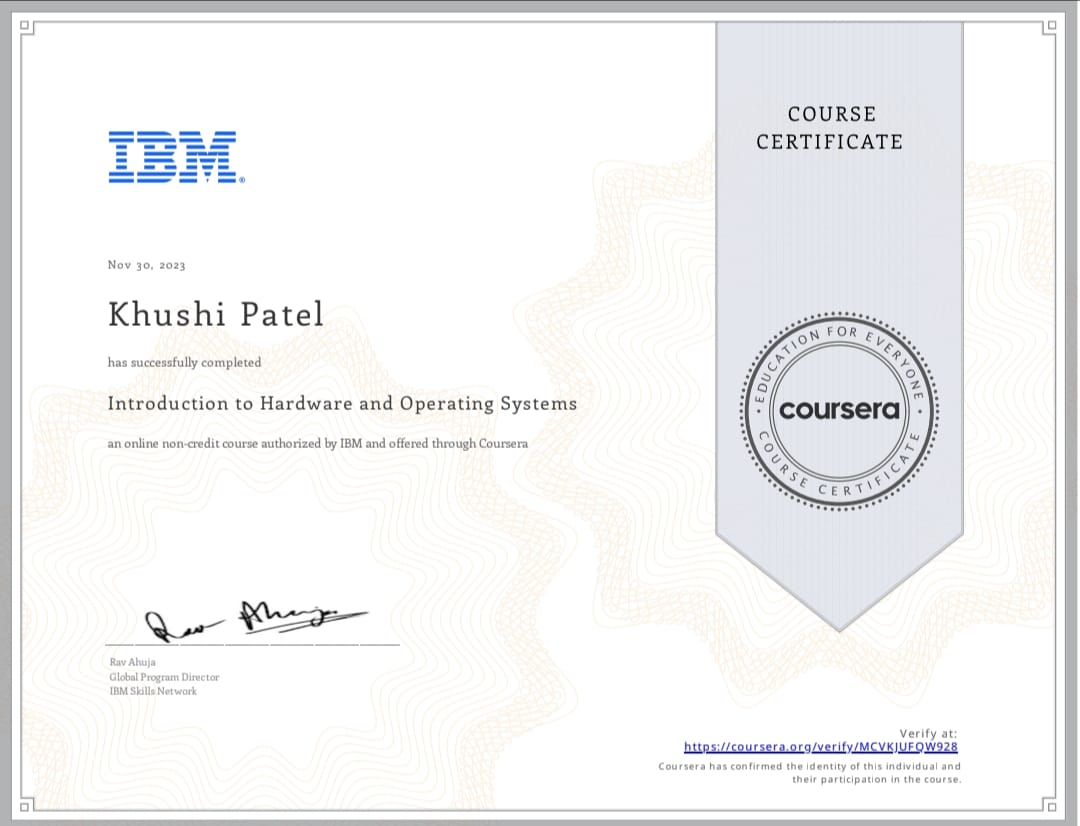 COURSE
CERTIFICATE
IBM®
Nov 30, 2023
Khushi Patel
has successfully completed
Introduction to Hardware and Operating Systems
an online non-credit course authorized by IBM and offered through Coursera
EDUCATION FOR EVERYONE
coursera
COURSE CERTIFICATE
Rav Ahuja
Rav Ahuja
Global Program Director
IBM Skills Network
Verify at:
https://coursera.org/verify/MCVKJUFQW928
Coursera has confirmed the identity of this individual and
their participation in the course.